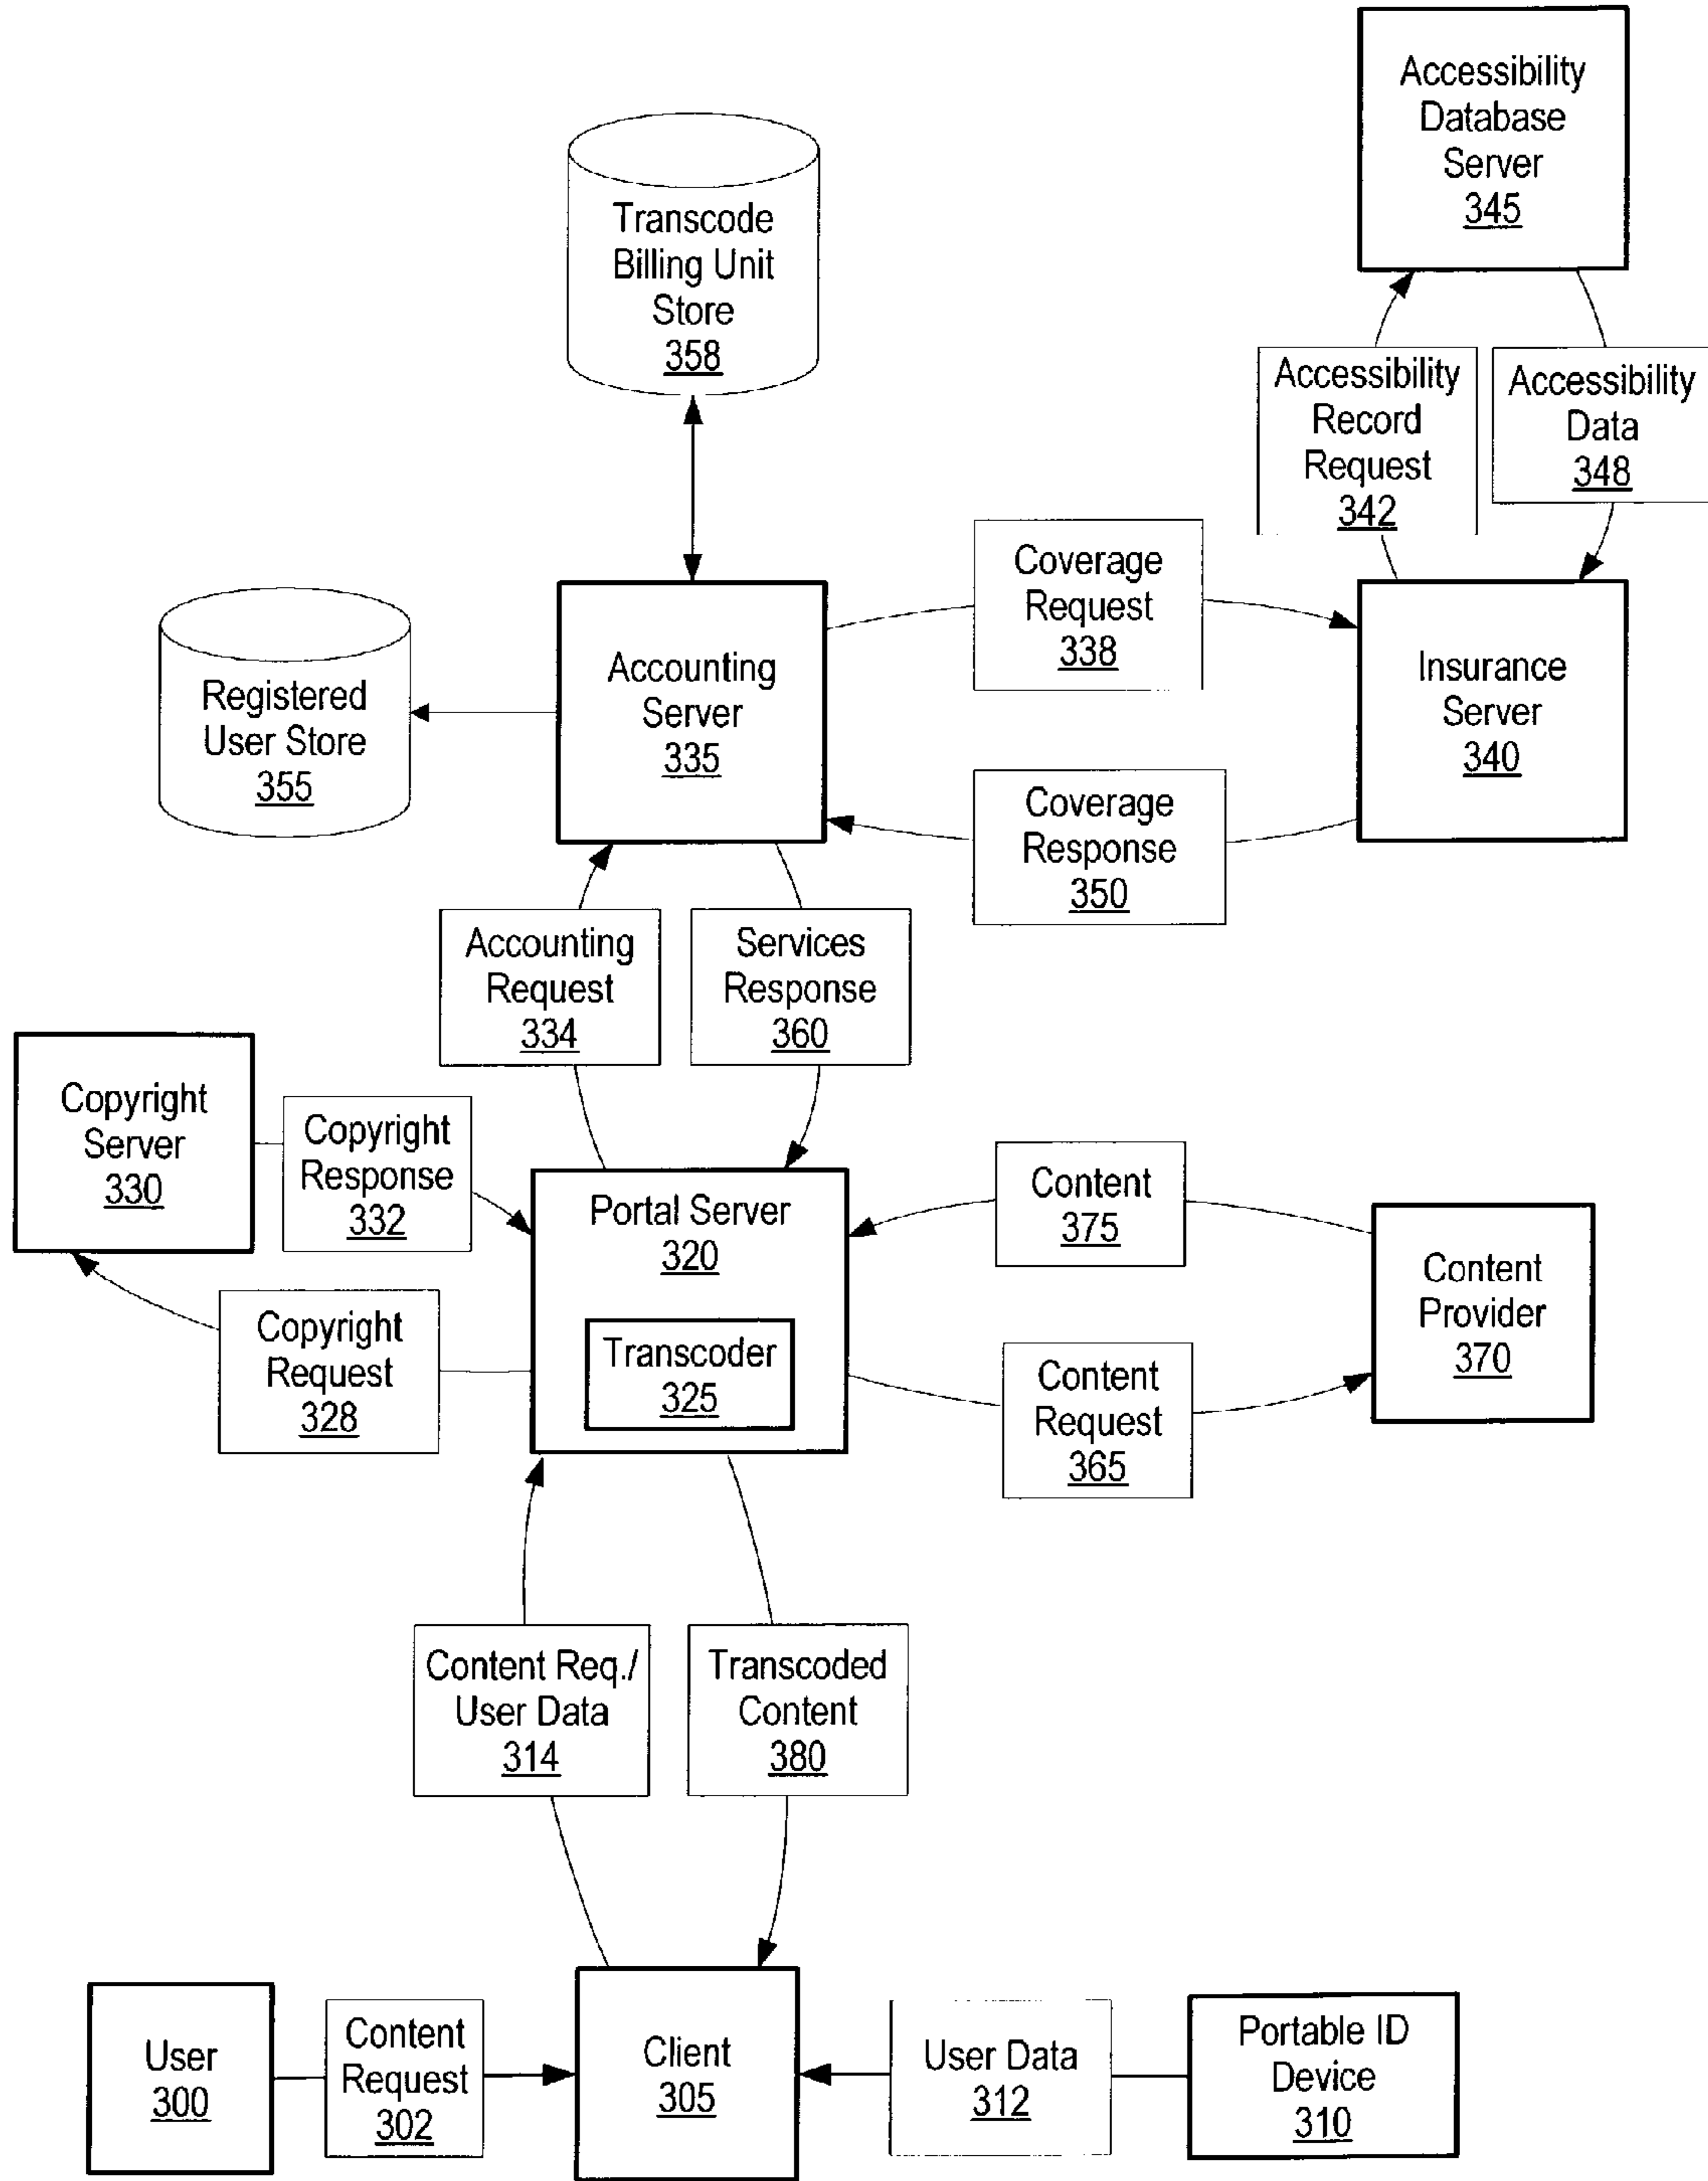 Accessibility
Database
Server
345
Transcode
Billing Unit
Store
358
Accessibility
Record
Request
342
Accessibility
Data
348
Coverage
Request
338
Registered
User Store
355
Accounting
Server
335
Insurance
Server
340
Coverage
Response
350
Accounting
Request
334
Services
Response
360
Copyright
Server
330
Copyright
Response
332
Portal Server
320
Content
375
Content
Provider
370
Copyright
Request
328
Transcoder
325
Content
Request
365
Content Req./
User Data
314
Transcoded
Content
380
User
300
Content
Request
302
Client
305
User Data
312
Portable ID
Device
310